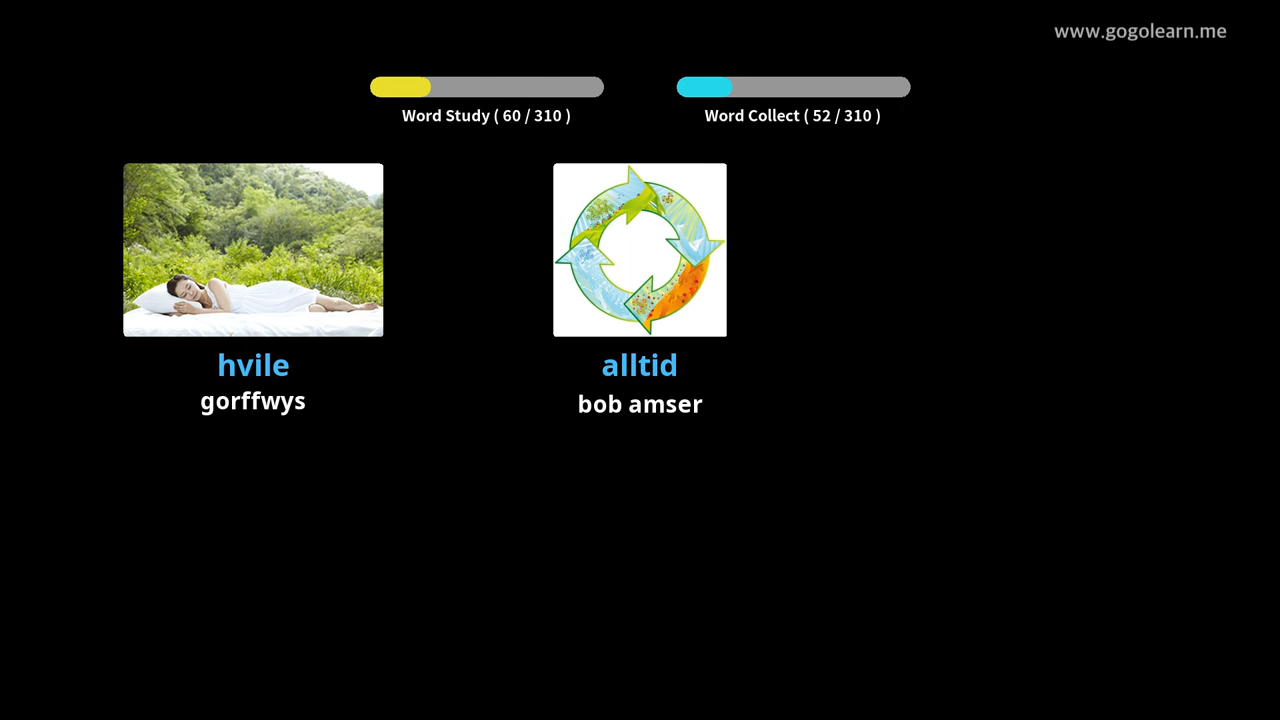 www.gogolearn.me
Word Study ( 60 / 310 )
Word Collect ( 52 / 310 )
hvile
gorffwys
alltid
bob amser